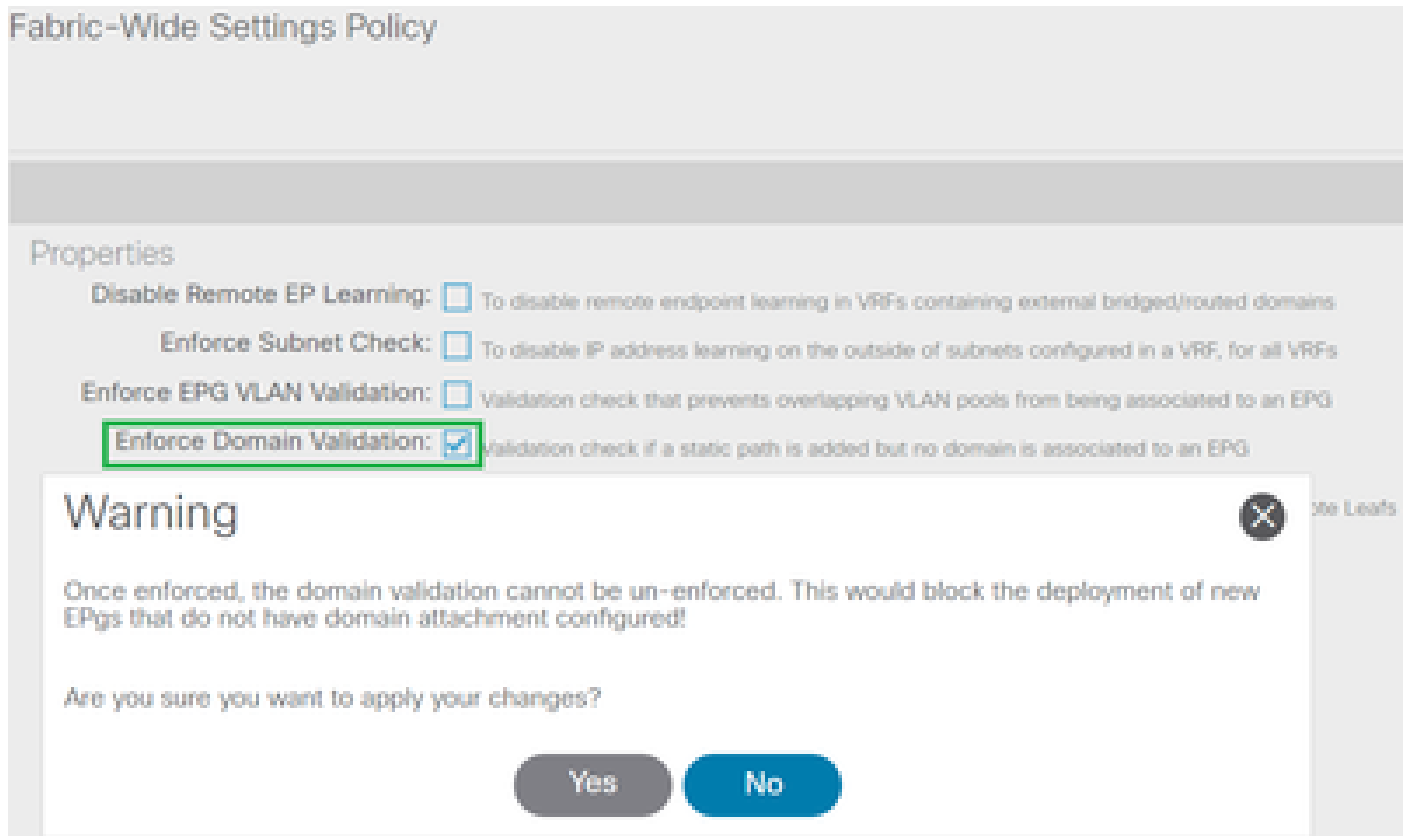 Fabric-Wide Settings Policy
Properties
Disable Remote EP Learning: To disable remote endpoint learning in VRFs containing external bridged/routed domains
Enforce Subnet Check: To disable IP address learning on the outside of subnets configured in a VRF, for all VRFs
Enforce EPG VLAN Validation: Validation check that prevents overlapping VLAN pools from being associated to an EPG
Enforce Domain Validation: Validation check if a static path is added but no domain is associated to an EPG
Warning
Leafs
Once enforced, the domain validation cannot be un-enforced. This would block the deployment of new
EPgs that do not have domain attachment configured!
Are you sure you want to apply your changes?
Yes No